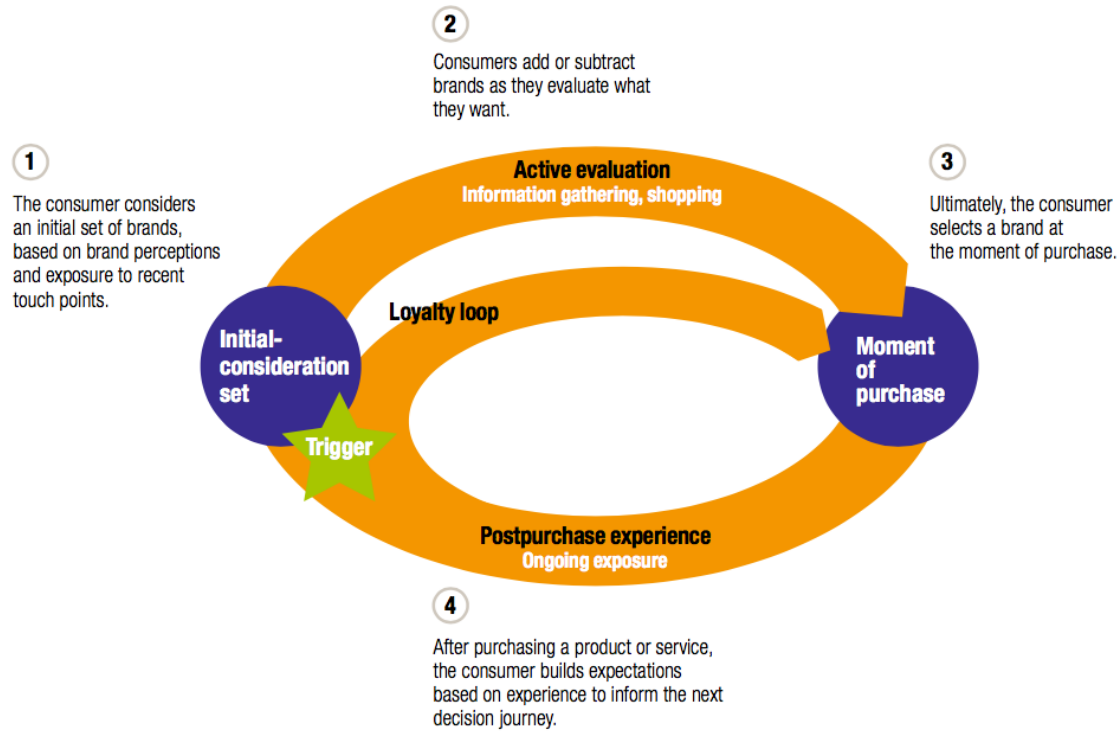 2
Consumers add or subtract
brands as they evaluate what
they want.
1
The consumer considers
an initial set of brands,
based on brand perceptions
and exposure to recent
touch points.
Active evaluation
Information gathering, shopping
3
Ultimately, the consumer
selects a brand at
the moment of purchase.
Loyalty loop
Initial-
consideration
set
Moment
of
purchase
Trigger
Postpurchase experience
Ongoing exposure
4
After purchasing a product or service,
the consumer builds expectations
based on experience to inform the next
decision journey.